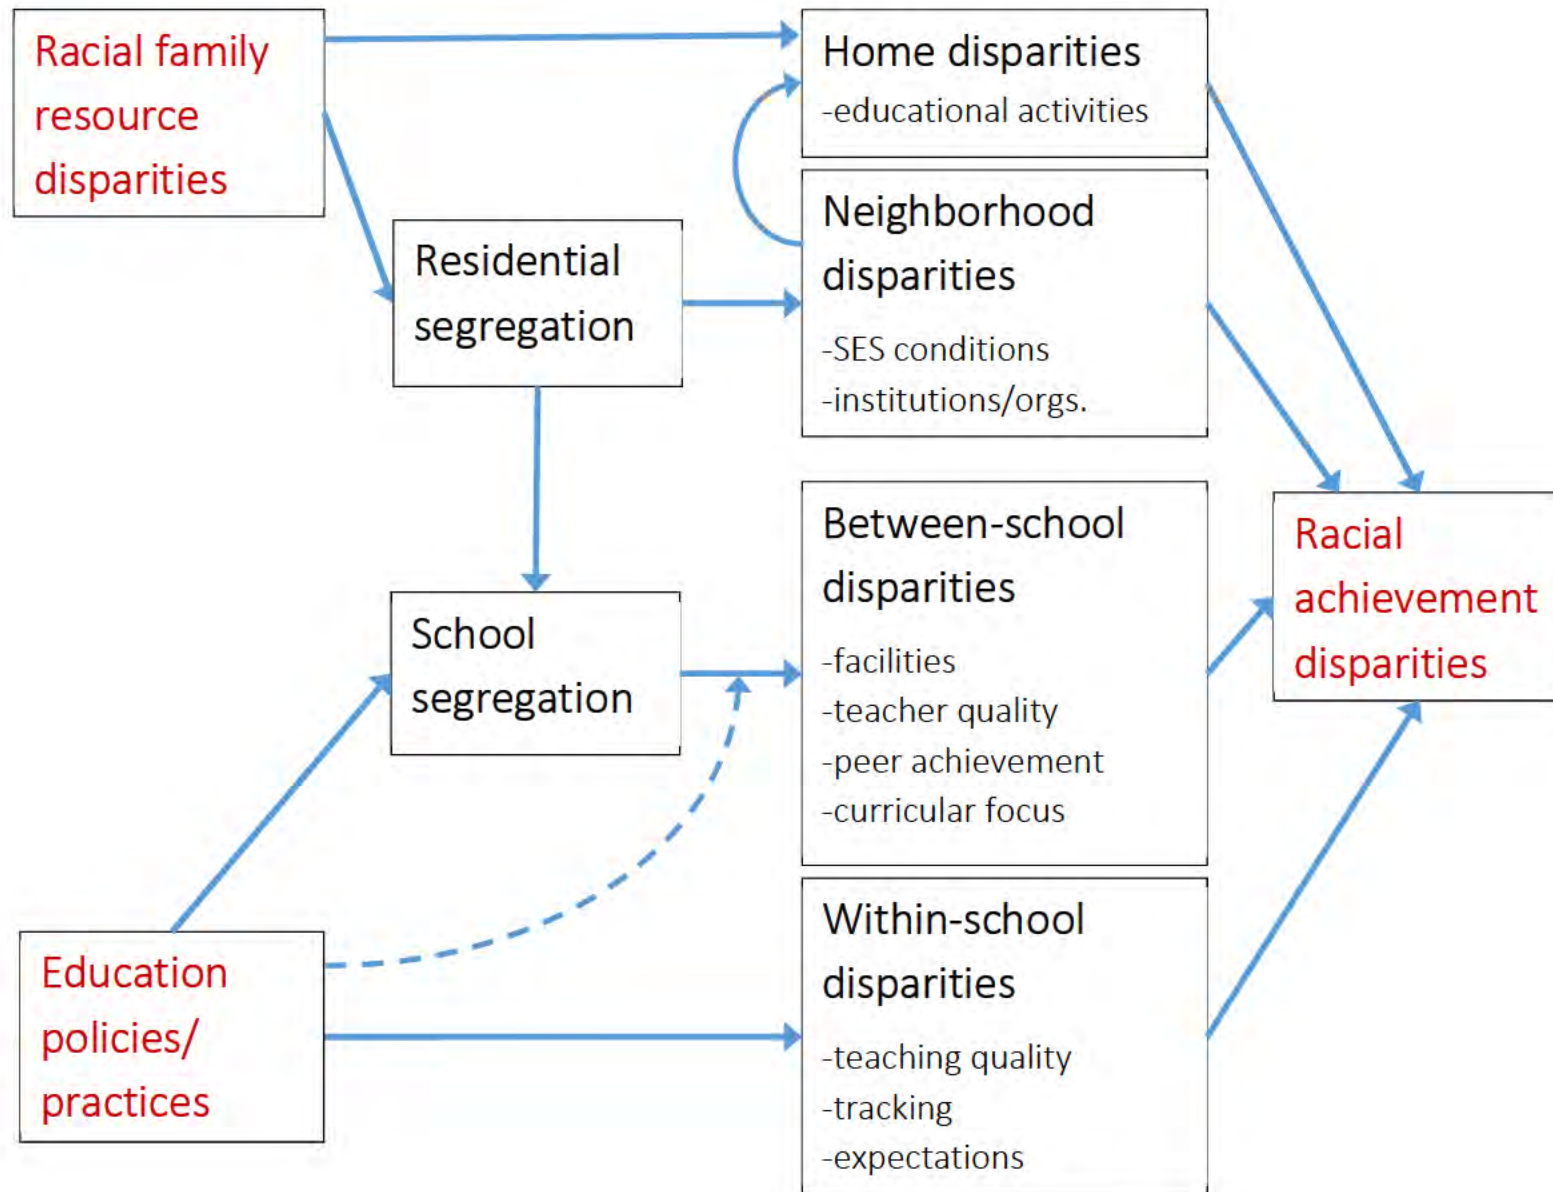 Racial family
resource
disparities
Home disparities
-educational activities
Residential
segregation
Neighborhood
disparities
-SES conditions
-institutions/orgs.
School
segregation
Between-school
disparities
-facilities
-teacher quality
-peer achievement
-curricular focus
Racial
achievement
disparities
Education
policies/
practices
Within-school
disparities
-teaching quality
-tracking
-expectations